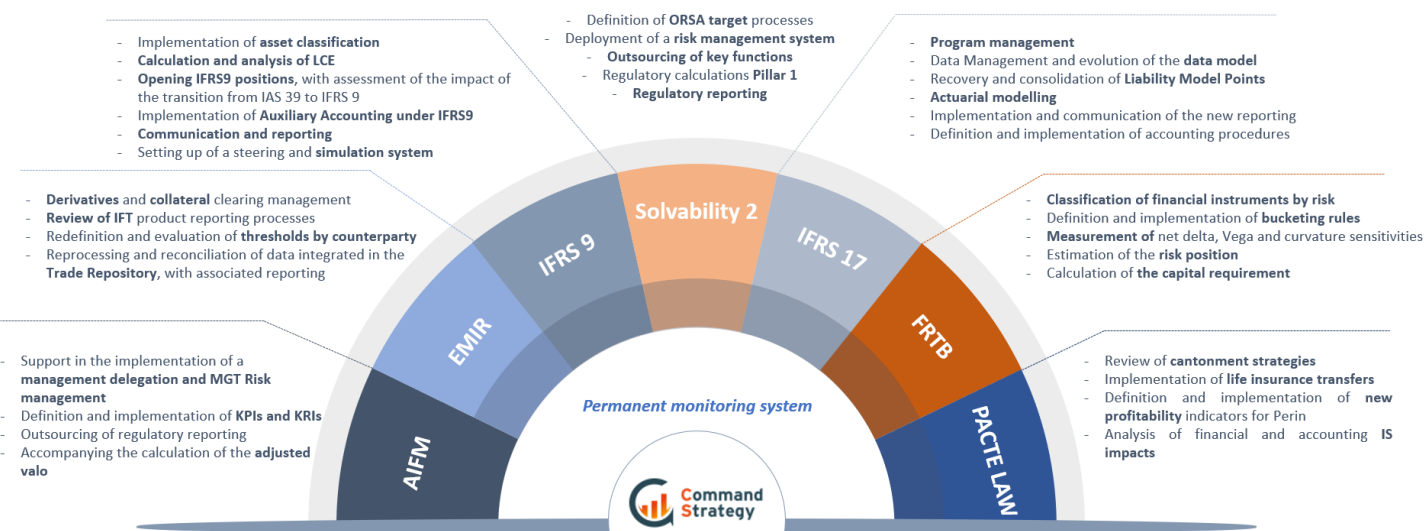 - Definition of ORSA target processes
- Deployment of a risk management system
- Outsourcing of key functions
- Regulatory calculations Pillar 1
- Regulatory reporting
- Implementation of asset classification
- Calculation and analysis of LCE
- Opening IFRS9 positions, with assessment of the impact of
the transition from IAS 39 to IFRS 9
- Implementation of Auxiliary Accounting under IFRS9
- Communication and reporting
- Setting up of a steering and simulation system
- Program management
- Data Management and evolution of the data model
- Recovery and consolidation of Liability Model Points
- Actuarial modelling
- Implementation and communication of the new reporting
- Definition and implementation of accounting procedures
- Derivatives and collateral clearing management
- Review of IFT product reporting processes
- Redefinition and evaluation of thresholds by counterparty
- Reprocessing and reconciliation of data integrated in the
Trade Repository, with associated reporting
- Classification of financial instruments by risk
- Definition and implementation of bucketing rules
- Measurement of net delta, Vega and curvature sensitivities
- Estimation of the risk position
- Calculation of the capital requirement
- Support in the implementation of a
management delegation and MGT Risk
management
- Definition and implementation of KPIs and KRIs
- Outsourcing of regulatory reporting
- Accompanying the calculation of the adjusted
valo
- Review of cantonment strategies
- Implementation of life insurance transfers
- Definition and implementation of new
profitability indicators for Perin
- Analysis of financial and accounting IS
impacts
AIFM
EMIR
IFRS 9
Solvability 2
IFRS 17
FRTB
PACTE LAW
Permanent monitoring system
Command
Strategy